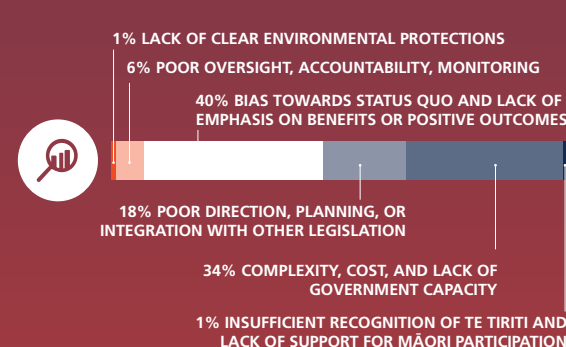 1% LACK OF CLEAR ENVIRONMENTAL PROTECTIONS
6% POOR OVERSIGHT, ACCOUNTABILITY, MONITORING
40% BIAS TOWARDS STATUS QUO AND LACK OF
EMPHASIS ON BENEFITS OR POSITIVE OUTCOMES
18% POOR DIRECTION, PLANNING, OR
INTEGRATION WITH OTHER LEGISLATION
34% COMPLEXITY, COST, AND LACK OF
GOVERNMENT CAPACITY
1% INSUFFICIENT RECOGNITION OF TE TIRITI AND
LACK OF SUPPORT FOR MĀORI PARTICIPATION